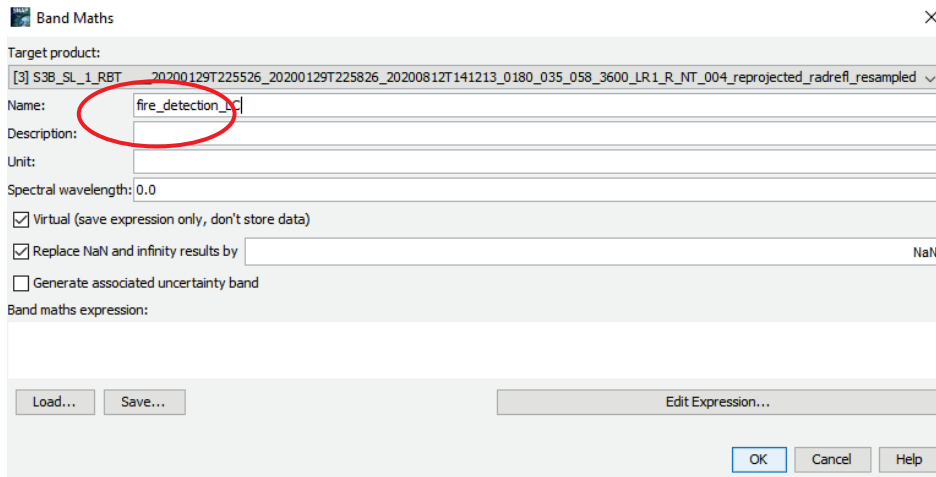 SNAP Band Maths
Target product:
[3] S3B_SL_1_RBT____20200129T225526_20200129T225826_20200812T141213_0180_035_058_3600_LR1_R_NT_004_reprojected_radrefl_resampled
Name: fire_detection_LC
Description:
Unit:
Spectral wavelength: 0.0
Virtual (save expression only, don't store data)
Replace NaN and infinity results by NaN
Generate associated uncertainty band
Band maths expression:
Load... Save... Edit Expression...
OK Cancel Help